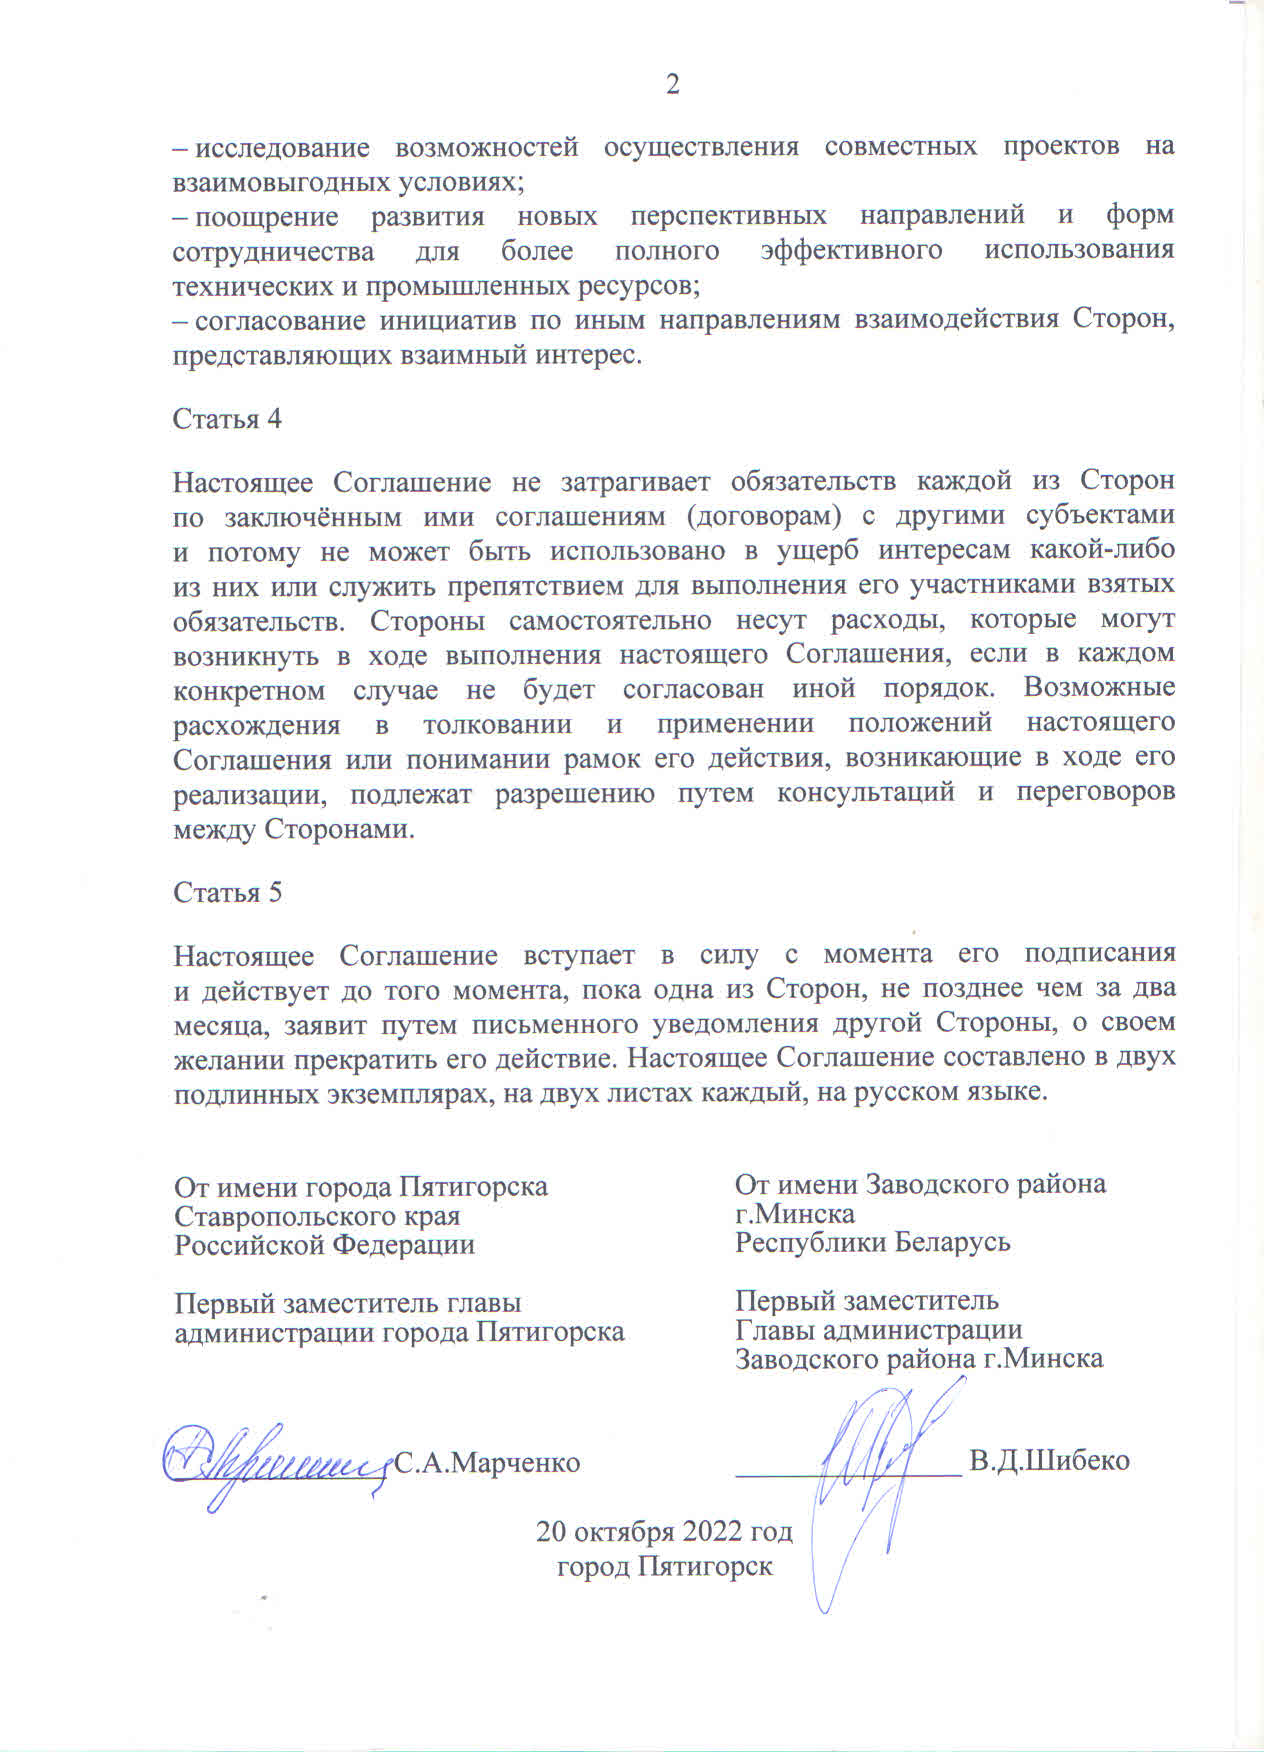 2
– исследование возможностей осуществления совместных проектов на
взаимовыгодных условиях;
– поощрение развития новых перспективных направлений и форм
сотрудничества для более полного эффективного использования
технических и промышленных ресурсов;
– согласование инициатив по иным направлениям взаимодействия Сторон,
представляющих взаимный интерес.
Статья 4
Настоящее Соглашение не затрагивает обязательств каждой из Сторон
по заключённым ими соглашениям (договорам) с другими субъектами
и потому не может быть использовано в ущерб интересам какой-либо
из них или служить препятствием для выполнения его участниками взятых
обязательств. Стороны самостоятельно несут расходы, которые могут
возникнуть в ходе выполнения настоящего Соглашения, если в каждом
конкретном случае не будет согласован иной порядок. Возможные
расхождения в толковании и применении положений настоящего
Соглашения или понимании рамок его действия, возникающие в ходе его
реализации, подлежат разрешению путем консультаций и переговоров
между Сторонами.
Статья 5
Настоящее Соглашение вступает в силу с момента его подписания
и действует до того момента, пока одна из Сторон, не позднее чем за два
месяца, заявит путем письменного уведомления другой Стороны, о своем
желании прекратить его действие. Настоящее Соглашение составлено в двух
подлинных экземплярах, на двух листах каждый, на русском языке.
От имени города Пятигорска
Ставропольского края
Российской Федерации
Первый заместитель главы
администрации города Пятигорска
С.А.Марченко
От имени Заводского района
г.Минска
Республики Беларусь
Первый заместитель
Главы администрации
Заводского района г.Минска
В.Д.Шибеко
20 октября 2022 год
город Пятигорск